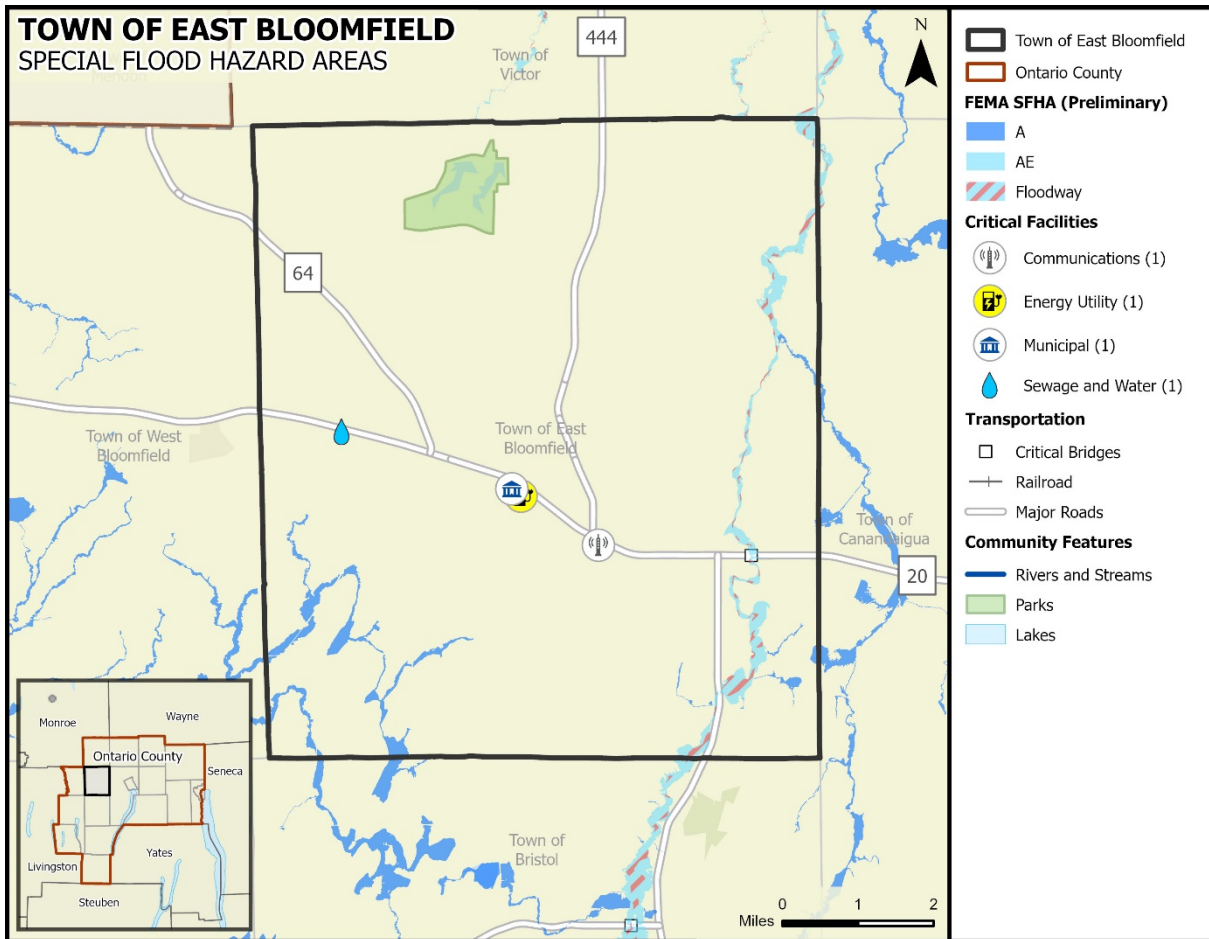 TOWN OF EAST BLOOMFIELD
SPECIAL FLOOD HAZARD AREAS
Mendon
Town of
Victor
444
N
64
Town of West
Bloomfield
Town of East
Bloomfield
Town of
Canandaigua
20
Town of
Bristol
Monroe
Wayne
Ontario County
Seneca
Livingston
Yates
Steuben
0 1 2
Miles
Town of East Bloomfield
Ontario County
FEMA SFHA (Preliminary)
A
AE
Floodway
Critical Facilities
Communications (1)
Energy Utility (1)
Municipal (1)
Sewage and Water (1)
Transportation
Critical Bridges
Railroad
Major Roads
Community Features
Rivers and Streams
Parks
Lakes